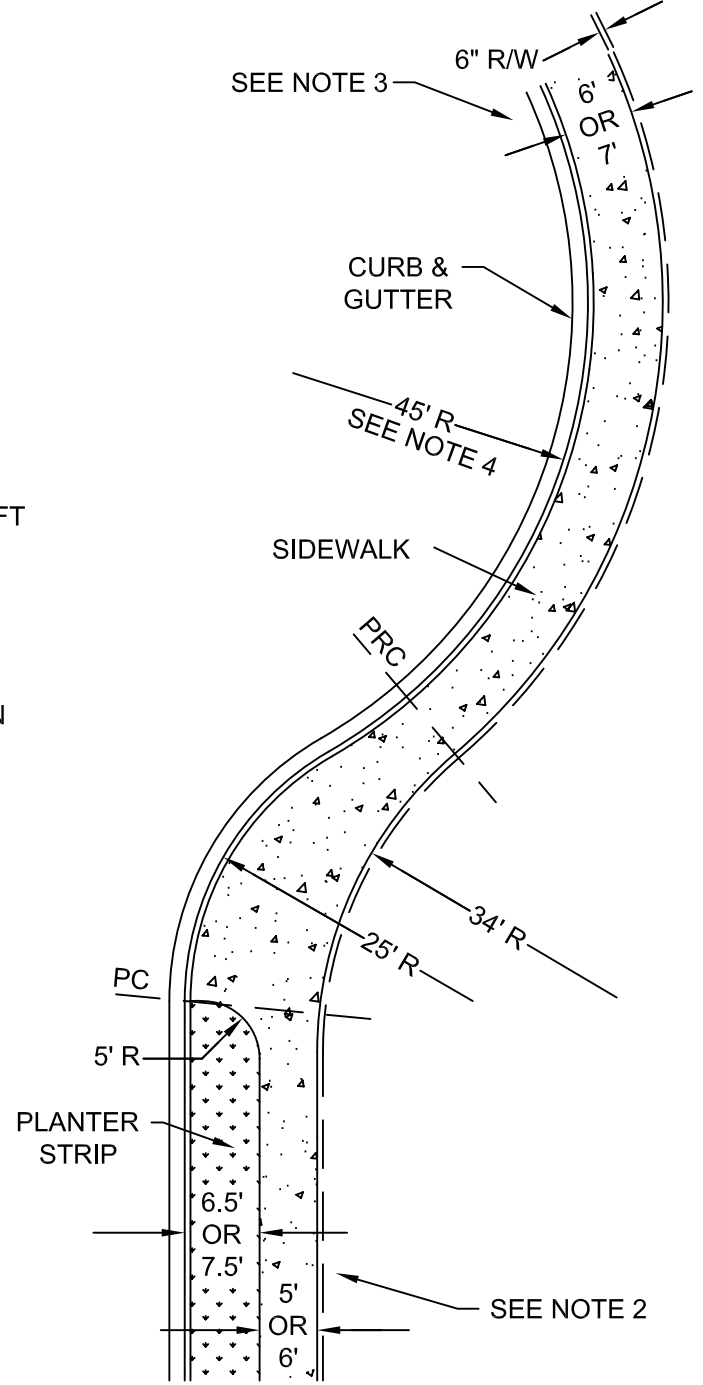 6" R/W
SEE NOTE 3
6'
OR
7'
CURB &
GUTTER
45' R
SEE NOTE 4
FT
SIDEWALK
PRC
N
34' R
25' R
PC
5' R
PLANTER
STRIP
6.5'
OR
7.5'
5'
OR
6'
SEE NOTE 2